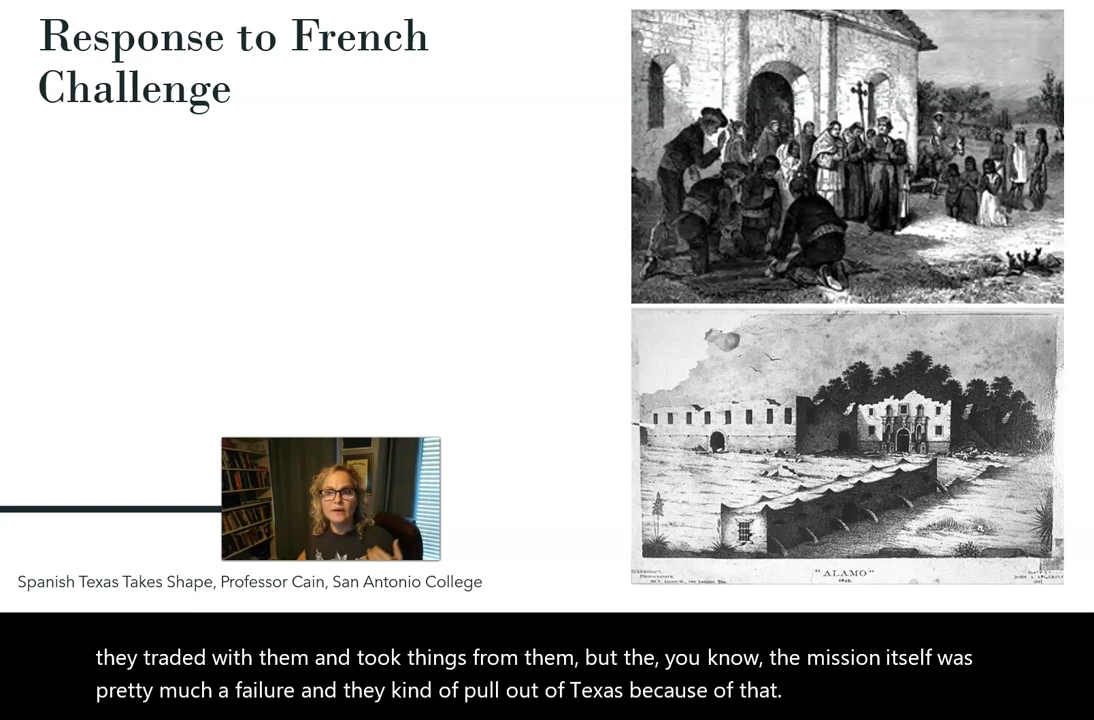 Response to French
Challenge
"ALAMO"
Spanish Texas Takes Shape, Professor Cain, San Antonio College
they traded with them and took things from them, but the, you know, the mission itself was
pretty much a failure and they kind of pull out of Texas because of that.